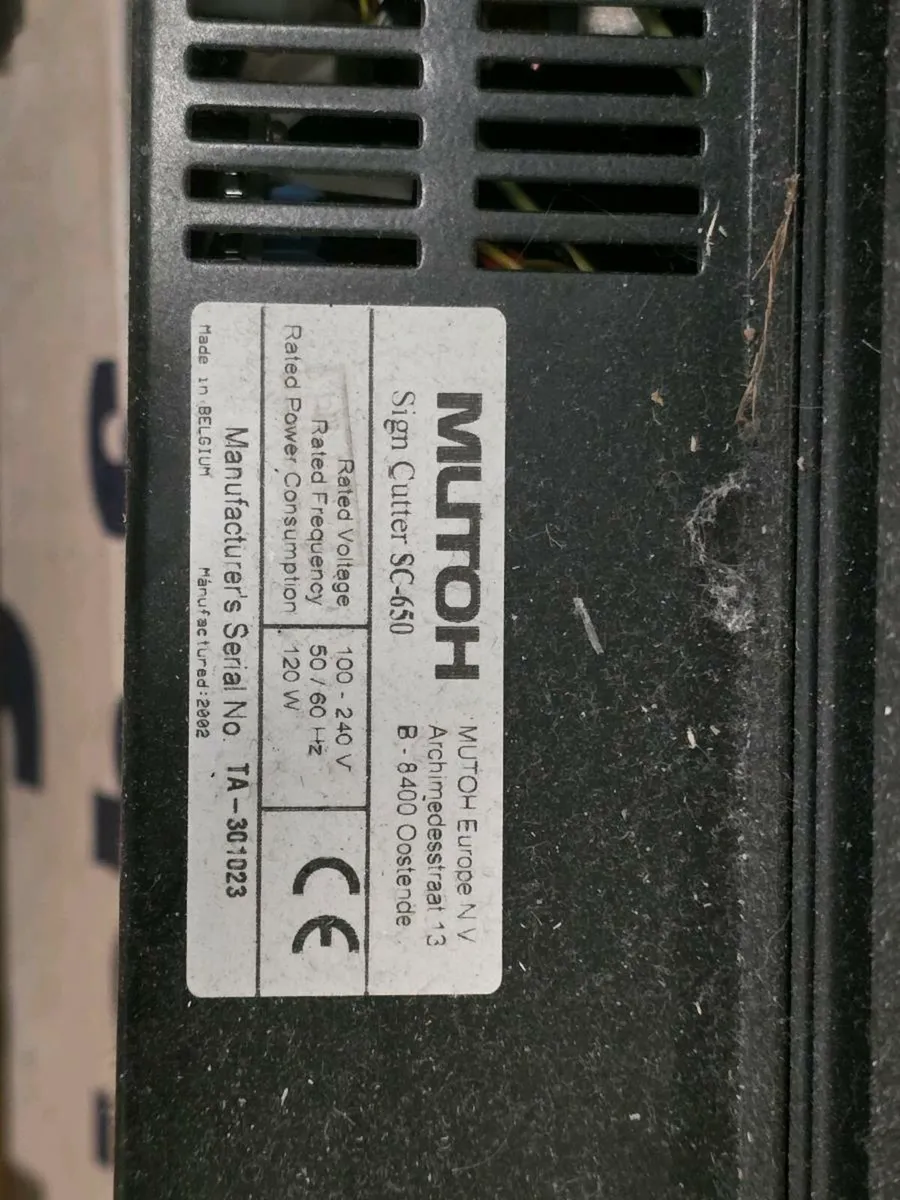 MUTOH
Sign Cutter SC-650
MUTOH Europe N V
Archimedesstraat 13
B - 8400 Oostende
Rated Voltage 100 - 240 V
Rated Frequency 50 / 60 Hz
Rated Power Consumption 120 W
CE
Manufacturer's Serial No. TA-301023
Made in BELGIUM Manufactured:2002